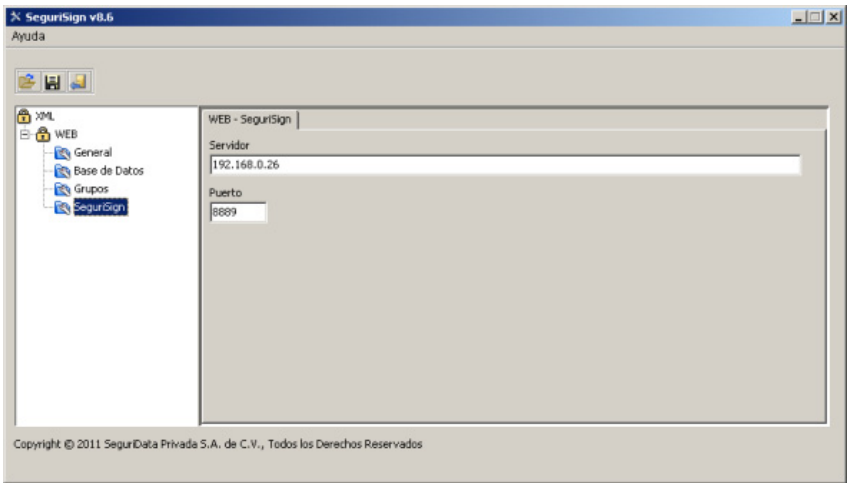 SeguriSign v8.6
Ayuda
XML
WEB
General
Base de Datos
Grupos
SeguriSign
WEB - SeguriSign
Servidor
192.168.0.26
Puerto
8889
Copyright © 2011 SeguriData Privada S.A. de C.V., Todos los Derechos Reservados